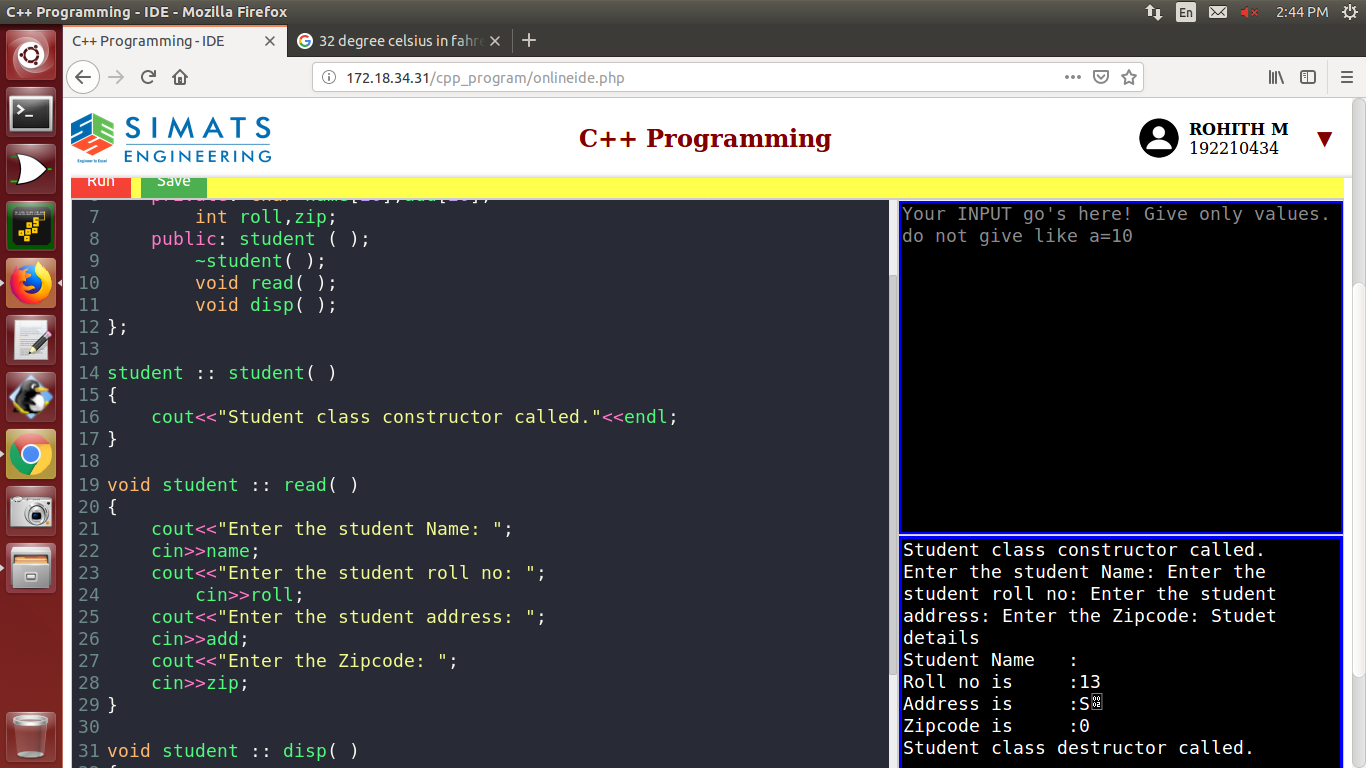 C++ Programming - IDE - Mozilla Firefox
En
2:44 PM
C++ Programming - IDE
32 degree celsius in fahr
172.18.34.31/cpp_program/onlineide.php
SIMATS
ENGINEERING
Engineer to Excel
C++ Programming
ROHITH M
192210434
Run
Save
7 int roll,zip;
8 public: student ( );
9 ~student( );
10 void read( );
11 void disp( );
12 };
13
14 student :: student( )
15 {
16 cout<<"Student class constructor called."<<endl;
17 }
18
19 void student :: read( )
20 {
21 cout<<"Enter the student Name: ";
22 cin>>name;
23 cout<<"Enter the student roll no: ";
24 cin>>roll;
25 cout<<"Enter the student address: ";
26 cin>>add;
27 cout<<"Enter the Zipcode: ";
28 cin>>zip;
29 }
30
31 void student :: disp( )
Your INPUT go's here! Give only values.
do not give like a=10
Student class constructor called.
Enter the student Name: Enter the
student roll no: Enter the student
address: Enter the Zipcode: Studet
details
Student Name :
Roll no is :13
Address is :S
Zipcode is :0
Student class destructor called.